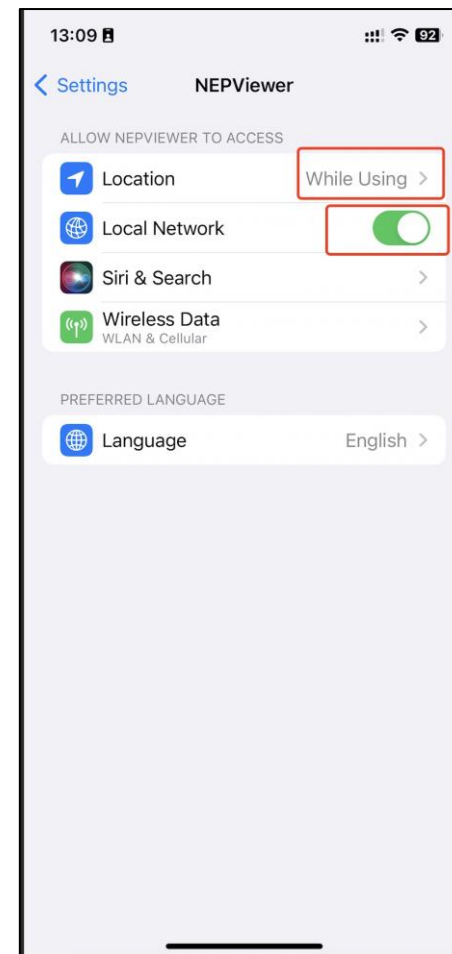 13:09
92
Settings
NEPViewer
ALLOW NEPVIEWER TO ACCESS
Location
While Using
Local Network
Siri & Search
Wireless Data
WLAN & Cellular
PREFERRED LANGUAGE
Language
English